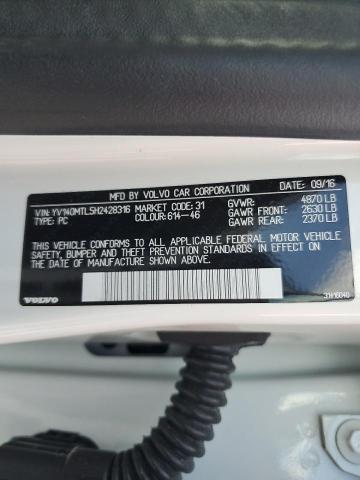 MFD BY VOLVO CAR CORPORATION DATE: 09/16
VIN: YV140MTL5H2428316 MARKET CODE: 31 GVWR: 4870 LB
TYPE: PC COLOUR: 614-46 GAWR FRONT: 2630 LB
GAWR REAR: 2370 LB
THIS VEHICLE CONFORMS TO ALL APPLICABLE FEDERAL MOTOR VEHICLE
SAFETY, BUMPER AND THEFT PREVENTION STANDARDS IN EFFECT ON THE
DATE OF MANUFACTURE SHOWN ABOVE.
VOLVO